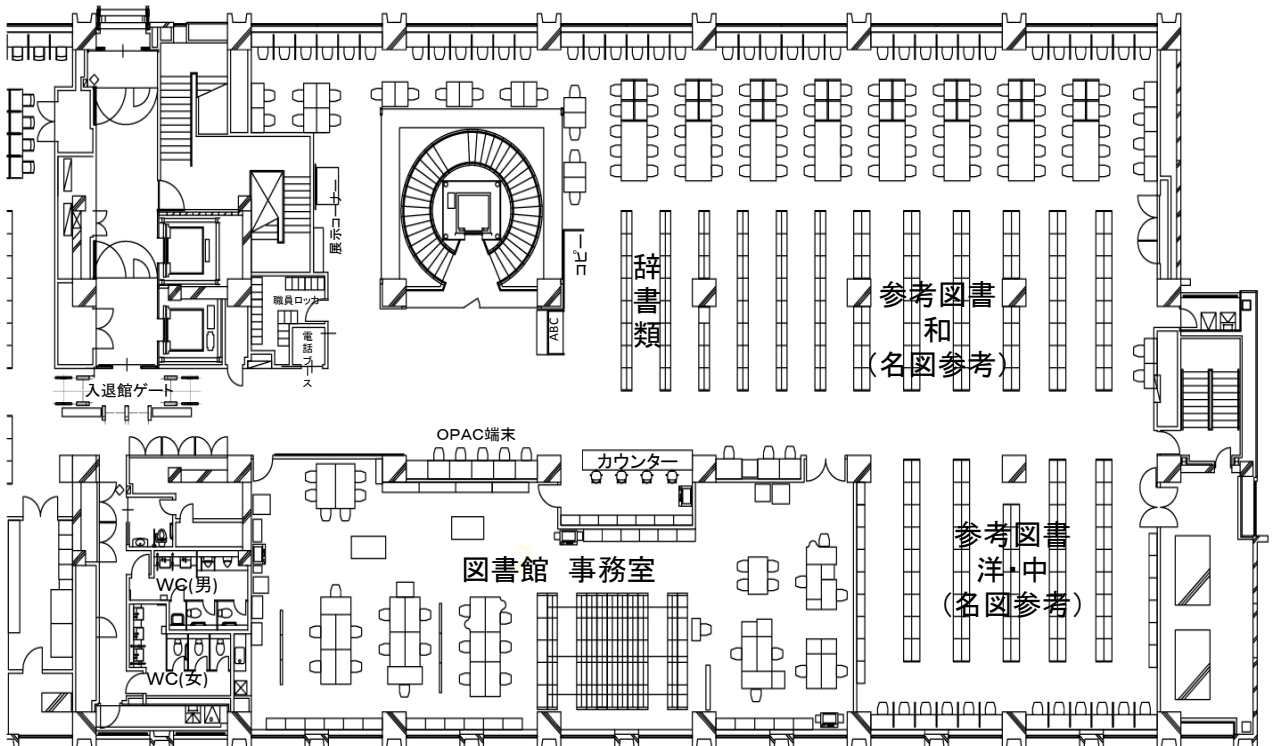 展示コーナー
コピー
辞書類
参考図書
和
（名図参考）
職員ロッカ
ABC
電話ブース
入退館ゲート
OPAC端末
カウンター
参考図書
洋・中
（名図参考）
図書館 事務室
WC(男)
WC(女)